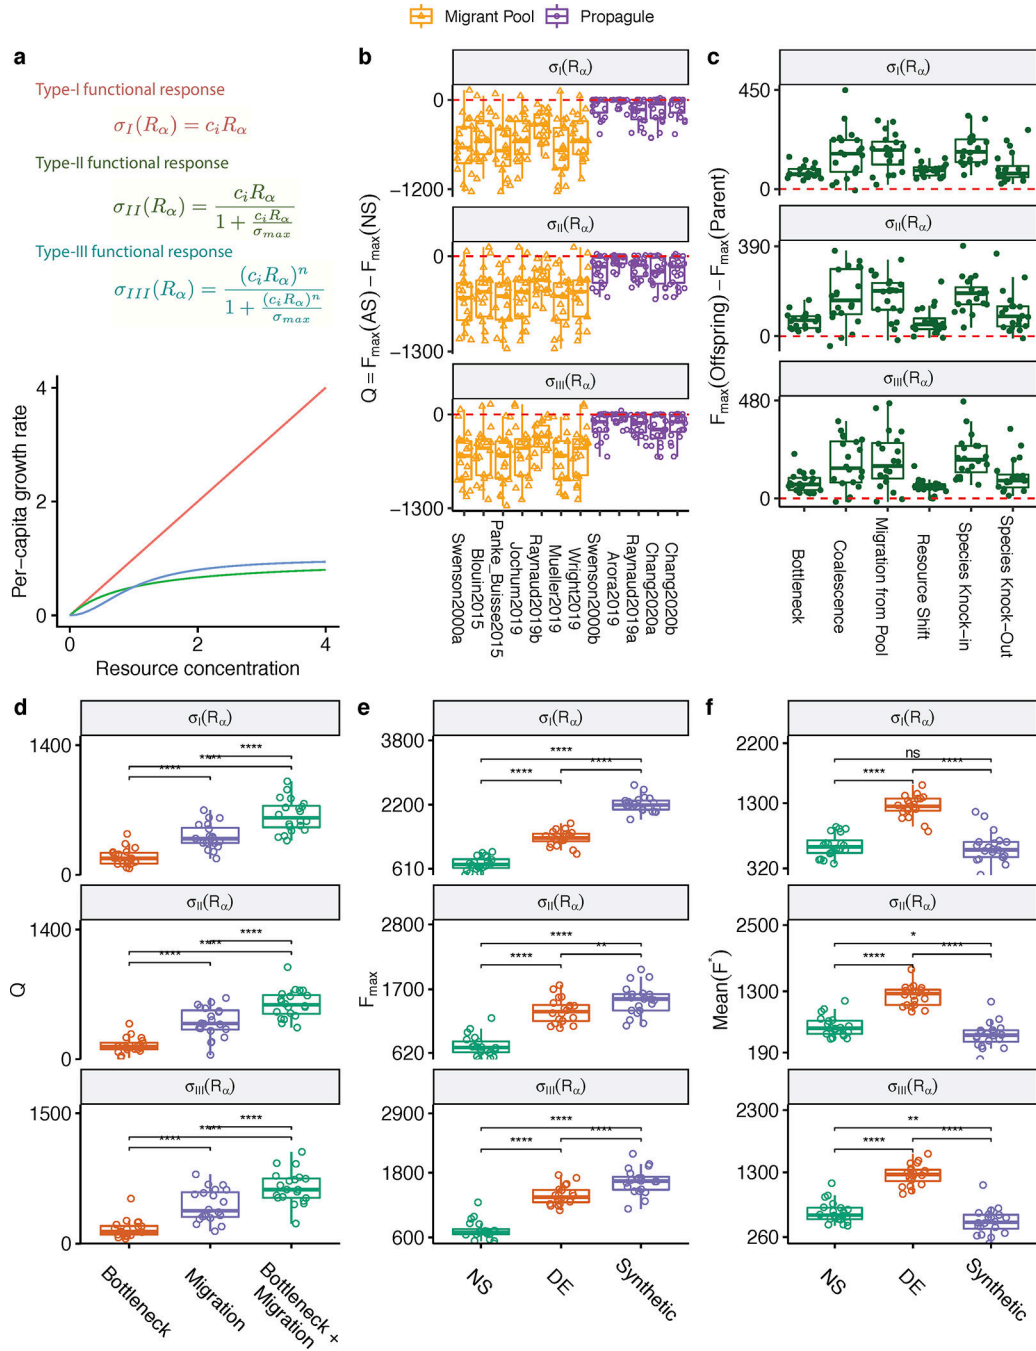 Migrant Pool Propagule
a
Type-I functional response
σ_I(R_α) = c_i R_α
Type-II functional response
σ_II(R_α) = c_i R_α / (1 + c_i R_α / σ_max)
Type-III functional response
σ_III(R_α) = (c_i R_α)^n / (1 + (c_i R_α)^n / σ_max)
Per-capita growth rate
4
2
0
0 2 4
Resource concentration
b
Q = F_max(AS) − F_max(NS)
σ_I(R_α)
0
−1200
σ_II(R_α)
0
−1300
σ_III(R_α)
0
−1300
Swenson2000a
Blouin2015
Panke_Buisse2015
Jochum2019
Raynaud2019b
Mueller2019
Wright2019
Swenson2000b
Arora2019
Raynaud2019a
Chang2020a
Chang2020b
c
F_max(Offspring) − F_max(Parent)
σ_I(R_α)
450
0
σ_II(R_α)
390
0
σ_III(R_α)
480
0
Bottleneck
Coalescence
Migration from Pool
Resource Shift
Species Knock−in
Species Knock−Out
d
Q
σ_I(R_α)
1400
0
****
****
****
σ_II(R_α)
1400
0
****
****
****
σ_III(R_α)
1500
0
****
****
****
Bottleneck
Migration
Bottleneck +
Migration
e
F_max
σ_I(R_α)
3800
2200
610
****
****
****
σ_II(R_α)
2800
1700
620
****
**
****
σ_III(R_α)
2900
1800
600
****
****
****
NS
DE
Synthetic
f
Mean(F*)
σ_I(R_α)
2200
1300
320
ns
****
****
σ_II(R_α)
2500
1300
190
*
****
****
σ_III(R_α)
2300
1300
260
**
****
****
NS
DE
Synthetic